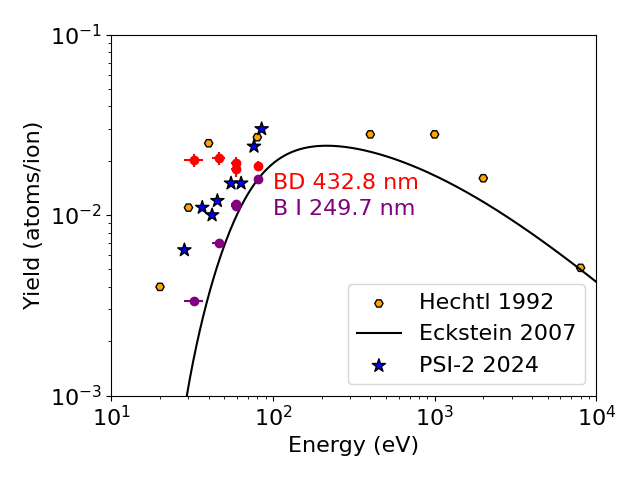 10⁻¹
10⁻²
10⁻³
Yield (atoms/ion)
BD 432.8 nm
B I 249.7 nm
Hechtl 1992
Eckstein 2007
PSI-2 2024
10¹ 10² 10³ 10⁴
Energy (eV)